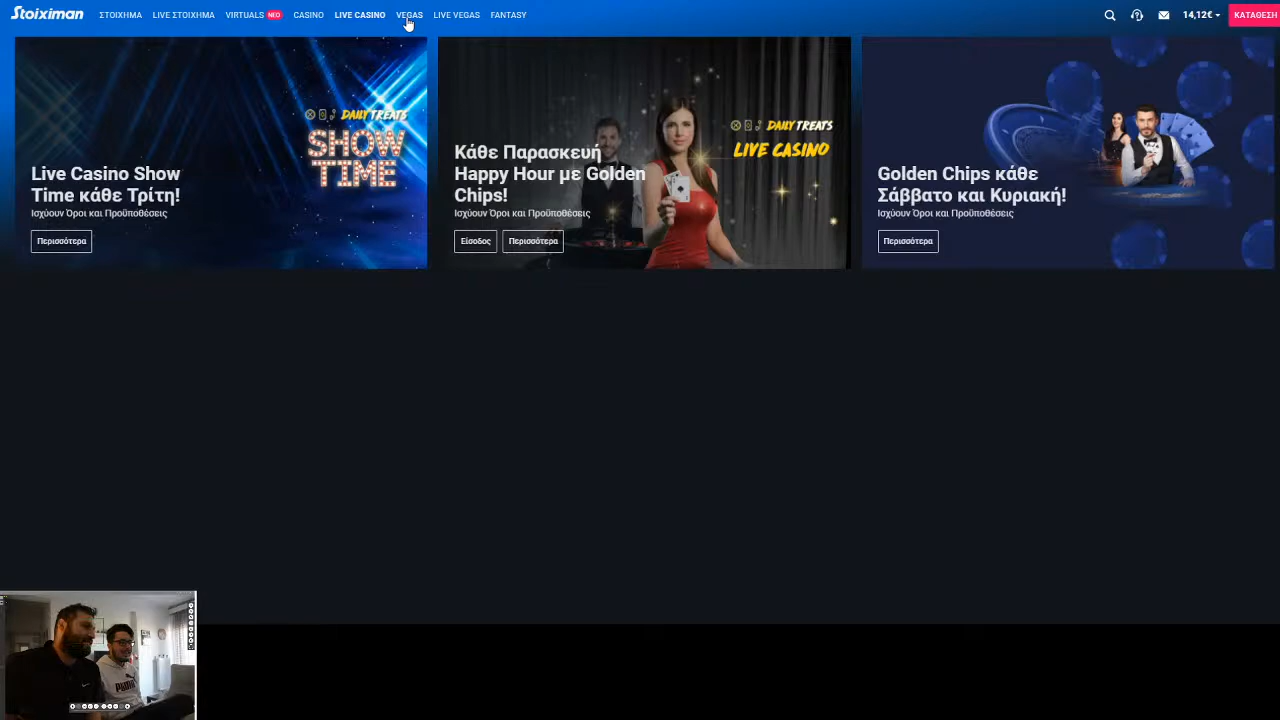 Stoiximan ΣΤΟΙΧΗΜΑ LIVE ΣΤΟΙΧΗΜΑ VIRTUALS ΝΕΟ CASINO LIVE CASINO VEGAS LIVE VEGAS FANTASY 14,12€ ΚΑΤΑΘΕΣΗ
DAILY TREATS
SHOW
TIME
Live Casino Show
Time κάθε Τρίτη!
Ισχύουν Όροι και Προϋποθέσεις
Περισσότερα
DAILY TREATS
LIVE CASINO
Κάθε Παρασκευή
Happy Hour με Golden
Chips!
Ισχύουν Όροι και Προϋποθέσεις
Είσοδος Περισσότερα
Golden Chips κάθε
Σάββατο και Κυριακή!
Ισχύουν Όροι και Προϋποθέσεις
Περισσότερα
PUMA